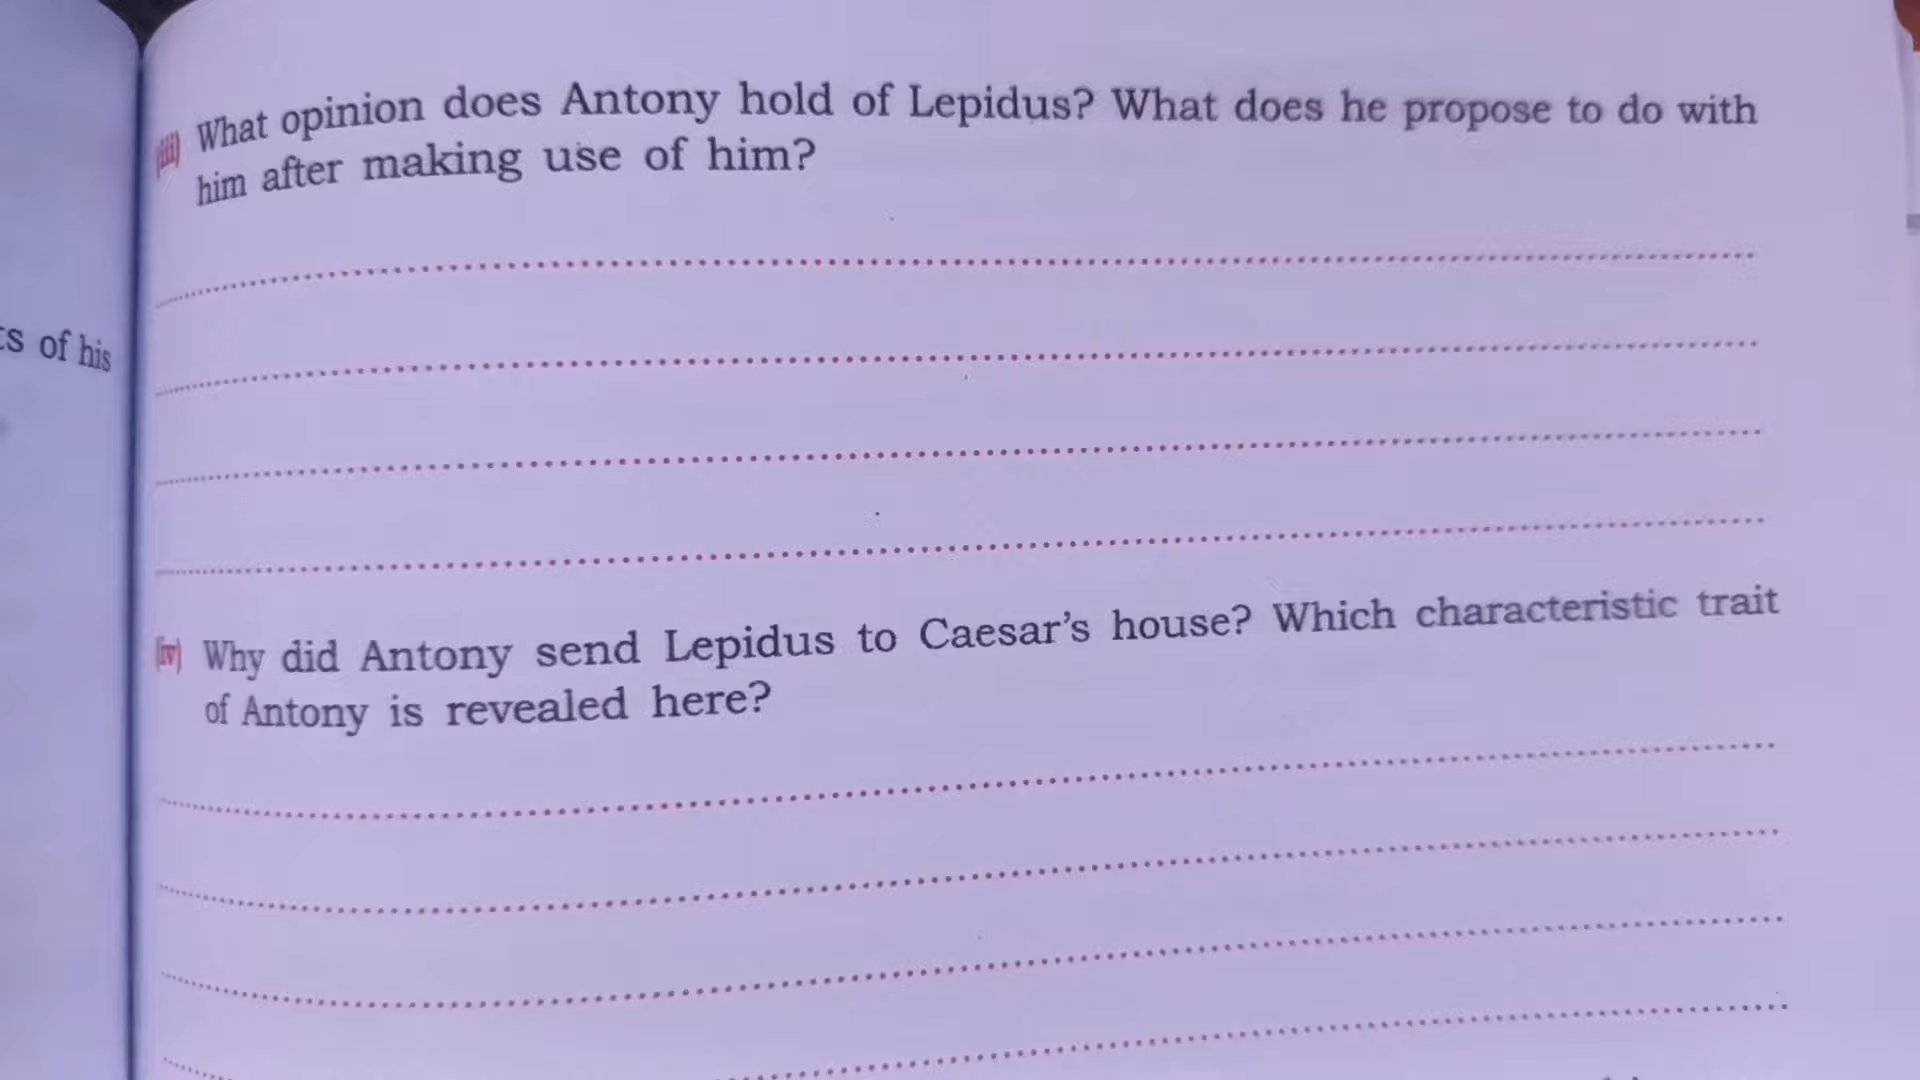 (iii) What opinion does Antony hold of Lepidus? What does he propose to do with
him after making use of him?
s of his
(iv) Why did Antony send Lepidus to Caesar's house? Which characteristic trait
of Antony is revealed here?